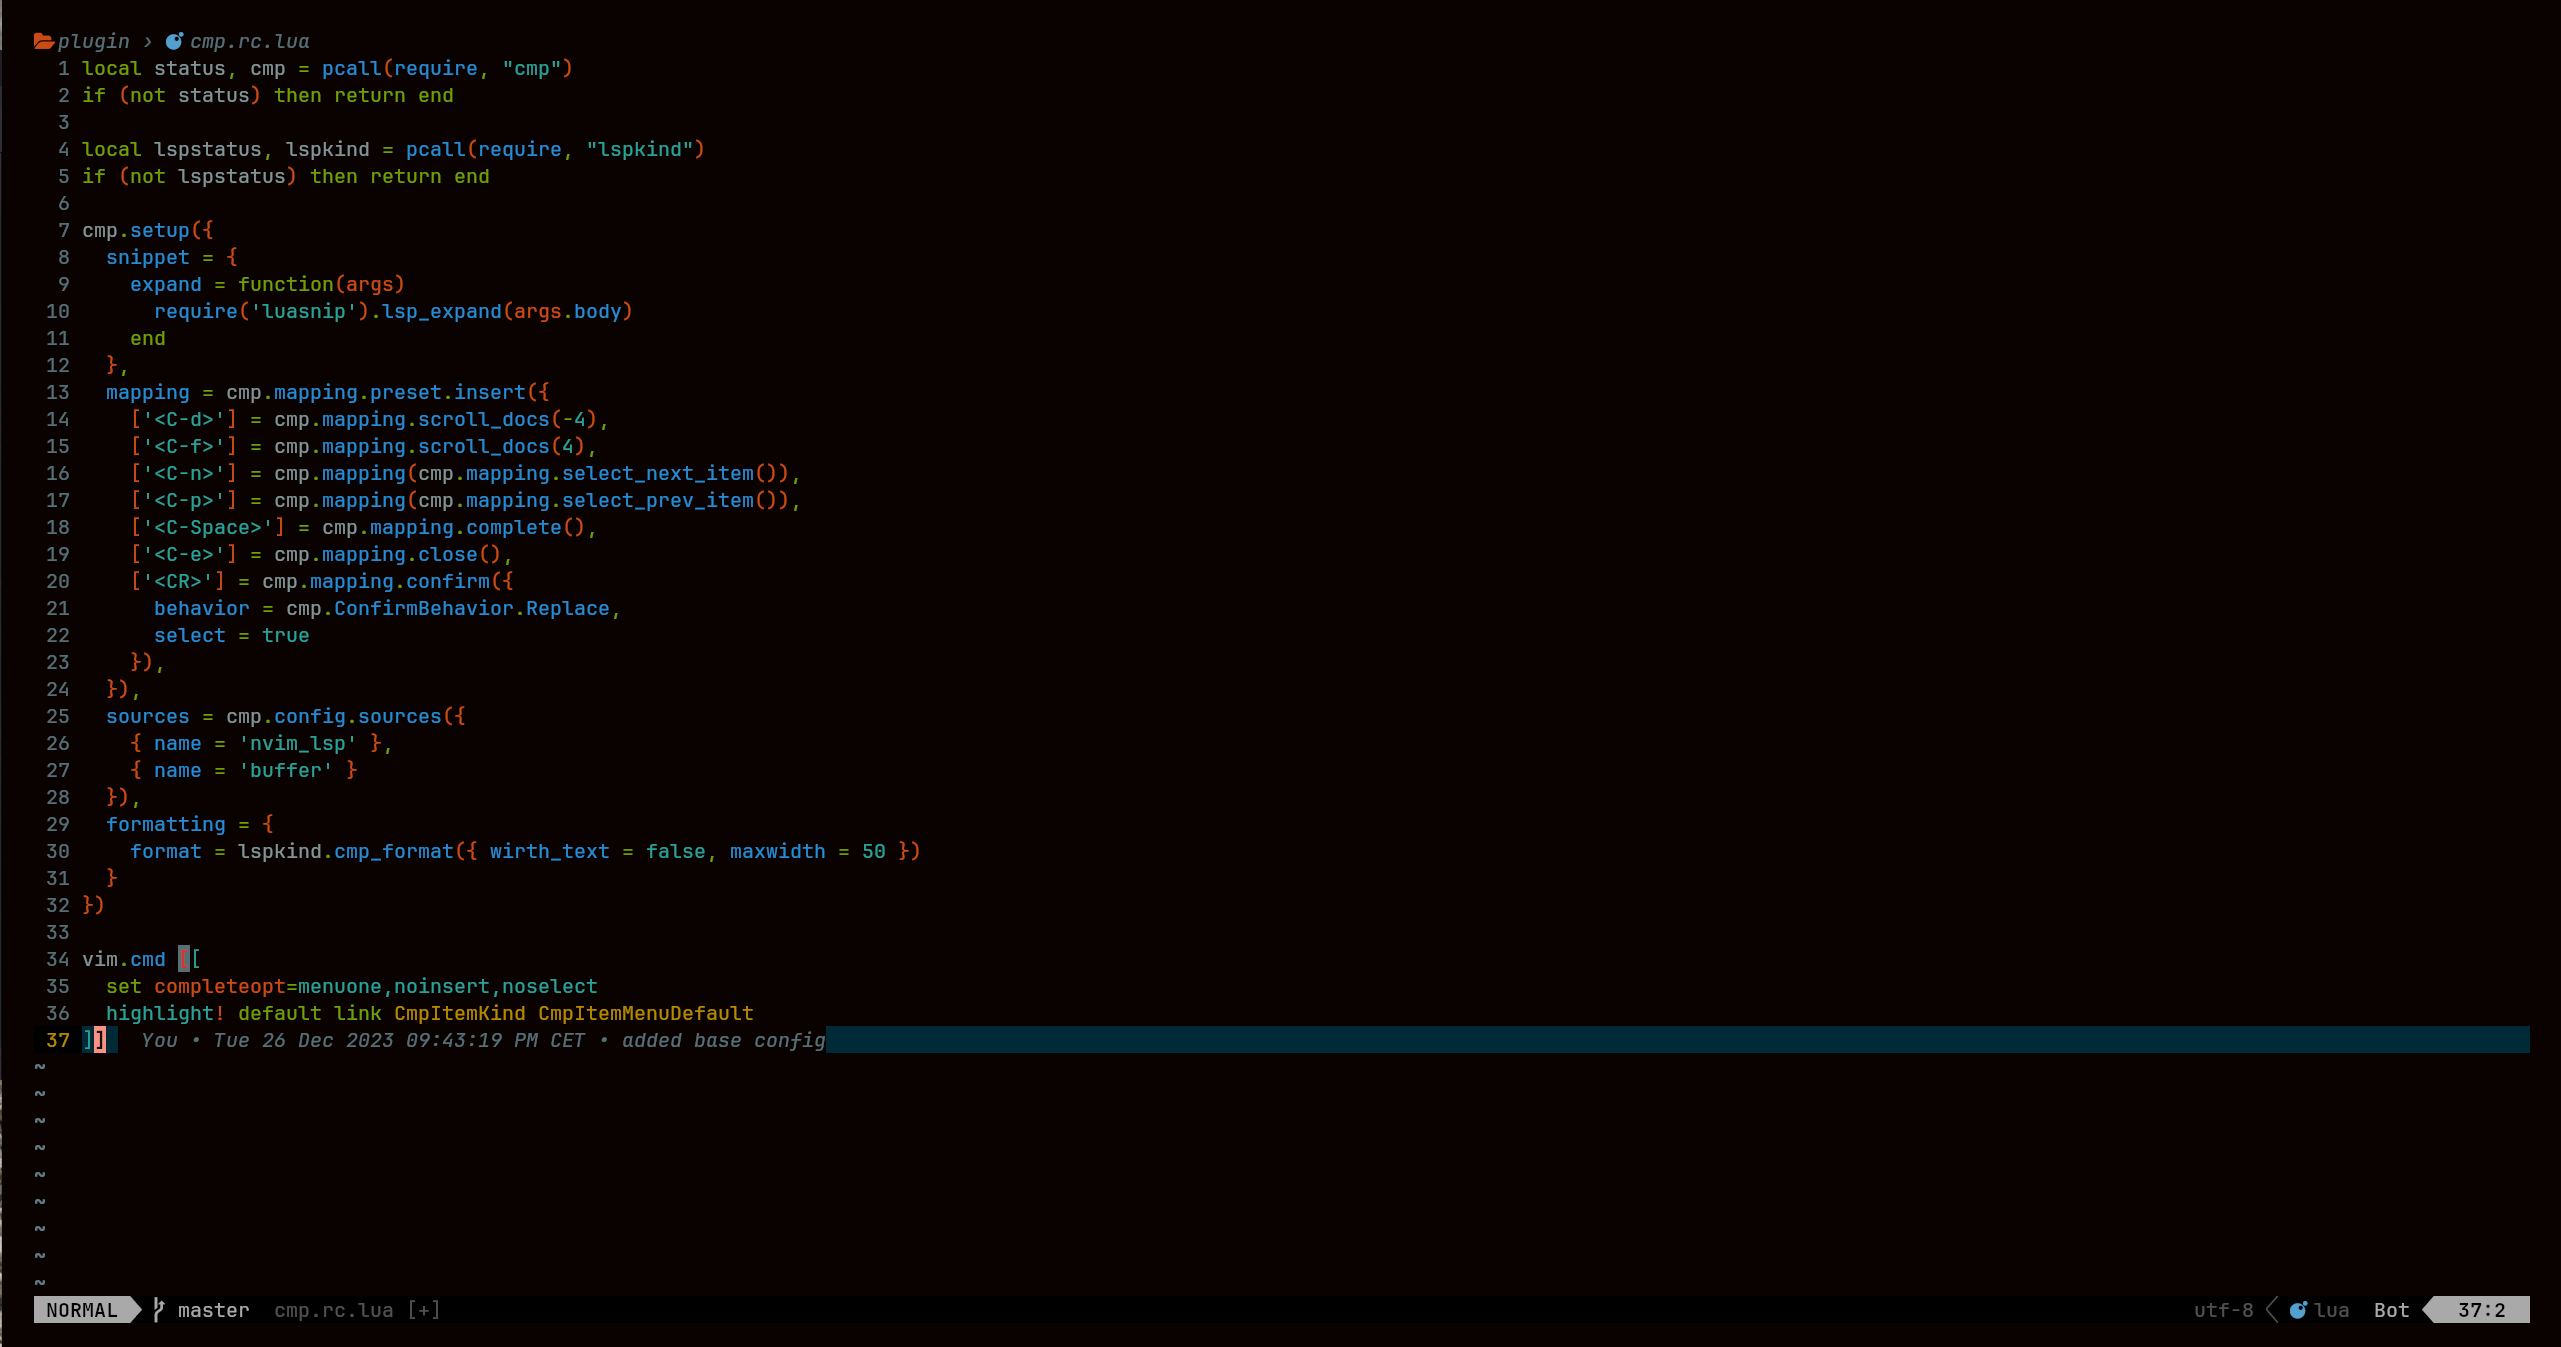 plugin › cmp.rc.lua
1 local status, cmp = pcall(require, "cmp")
2 if (not status) then return end
3
4 local lspstatus, lspkind = pcall(require, "lspkind")
5 if (not lspstatus) then return end
6
7 cmp.setup({
8   snippet = {
9     expand = function(args)
10       require('luasnip').lsp_expand(args.body)
11     end
12   },
13   mapping = cmp.mapping.preset.insert({
14     ['<C-d>'] = cmp.mapping.scroll_docs(-4),
15     ['<C-f>'] = cmp.mapping.scroll_docs(4),
16     ['<C-n>'] = cmp.mapping(cmp.mapping.select_next_item()),
17     ['<C-p>'] = cmp.mapping(cmp.mapping.select_prev_item()),
18     ['<C-Space>'] = cmp.mapping.complete(),
19     ['<C-e>'] = cmp.mapping.close(),
20     ['<CR>'] = cmp.mapping.confirm({
21       behavior = cmp.ConfirmBehavior.Replace,
22       select = true
23     }),
24   }),
25   sources = cmp.config.sources({
26     { name = 'nvim_lsp' },
27     { name = 'buffer' }
28   }),
29   formatting = {
30     format = lspkind.cmp_format({ wirth_text = false, maxwidth = 50 })
31   }
32 })
33
34 vim.cmd [[
35   set completeopt=menuone,noinsert,noselect
36   highlight! default link CmpItemKind CmpItemMenuDefault
37 ]]   You • Tue 26 Dec 2023 09:43:19 PM CET • added base config
~
~
~
~
~
~
~
~
~
NORMAL master cmp.rc.lua [+] utf-8 lua Bot 37:2